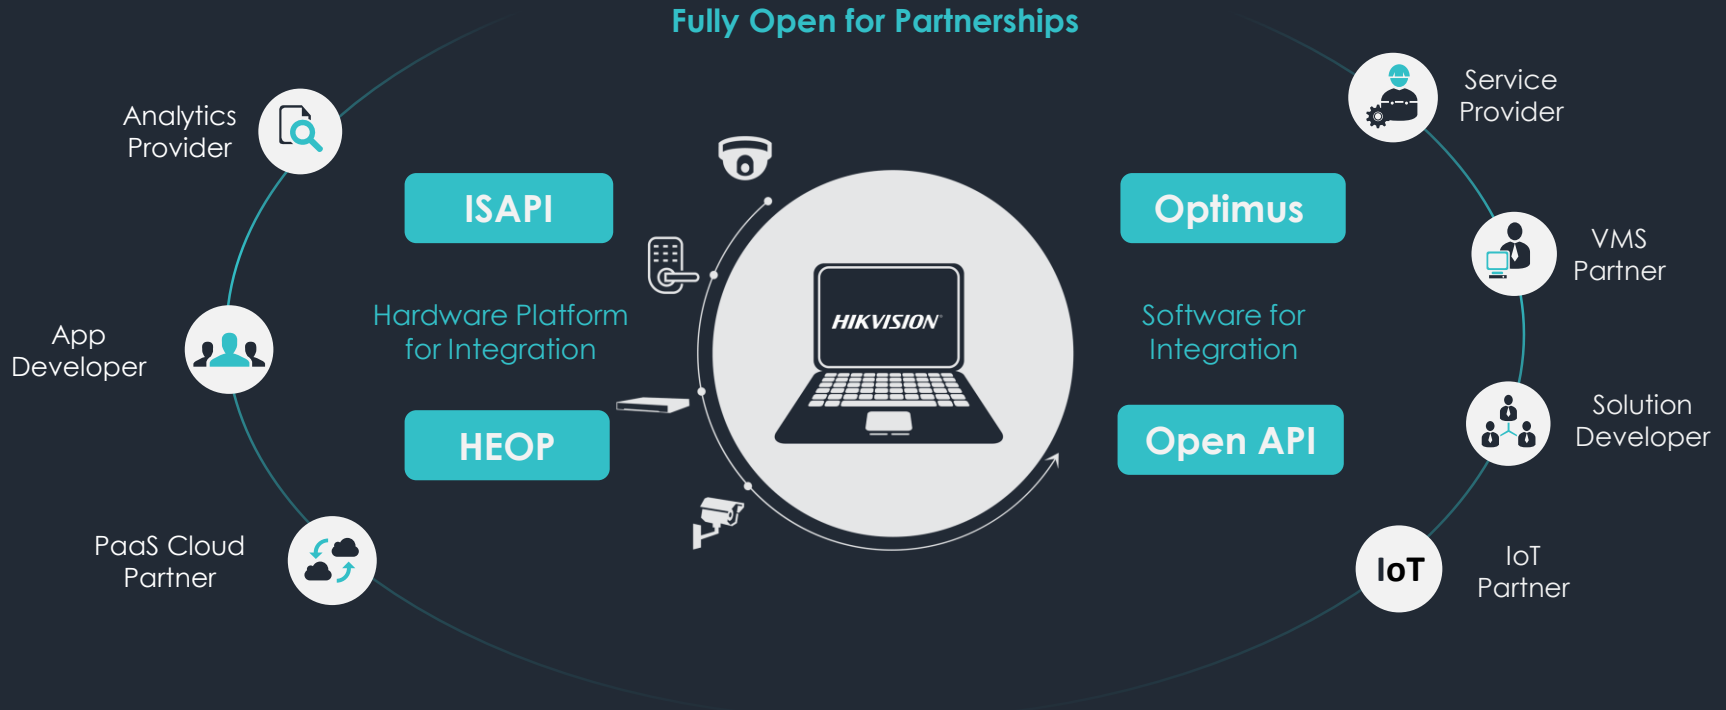 Fully Open for Partnerships
Analytics
Provider
App
Developer
PaaS Cloud
Partner
ISAPI
Hardware Platform
for Integration
HEOP
HIKVISION
Optimus
Software for
Integration
Open API
Service
Provider
VMS
Partner
Solution
Developer
IoT
IoT
Partner